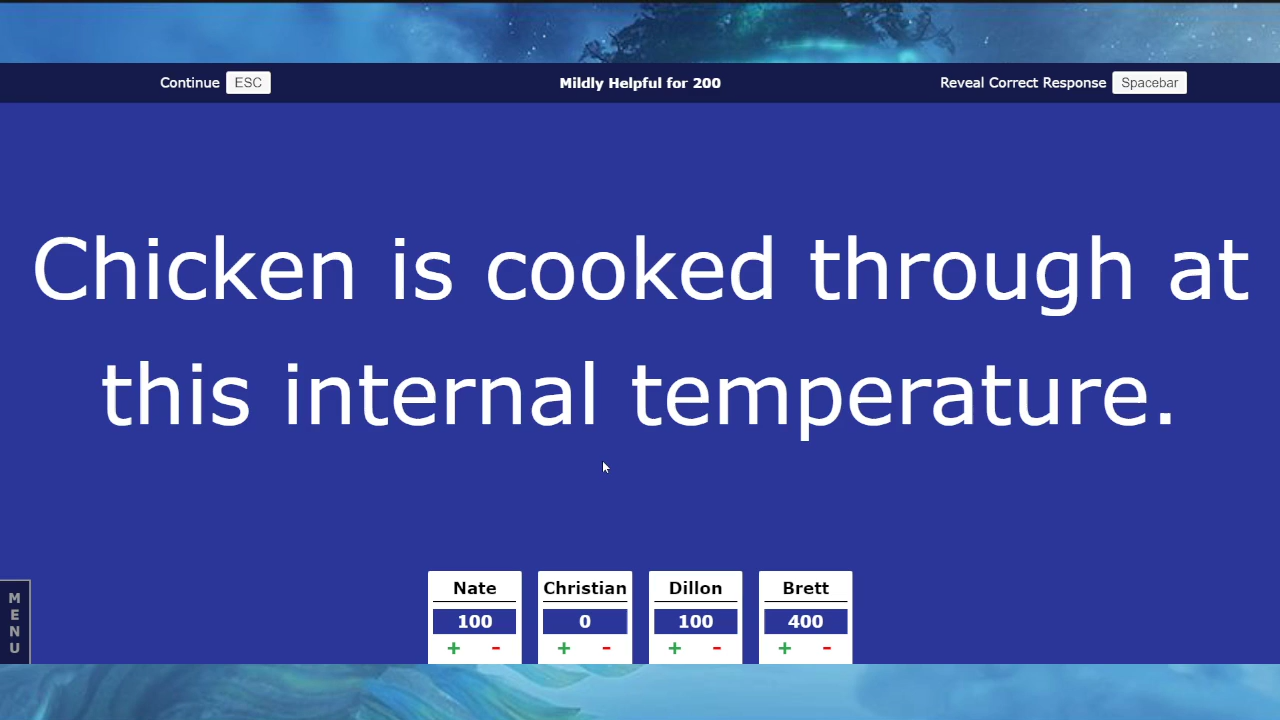 Continue ESC Mildly Helpful for 200 Reveal Correct Response Spacebar
Chicken is cooked through at
this internal temperature.
MENU
Nate Christian Dillon Brett
100 0 100 400
+ - + - + - + -